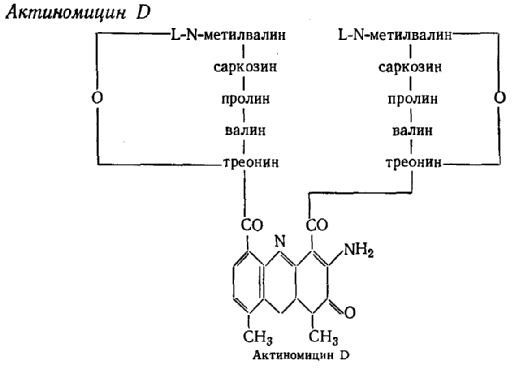 Актиномицин D
L-N-метилвалин L-N-метилвалин
саркозин саркозин
O пролин пролин O
валин валин
треонин треонин
CO CO
N NH₂
O
CH₃ CH₃
Актиномицин D